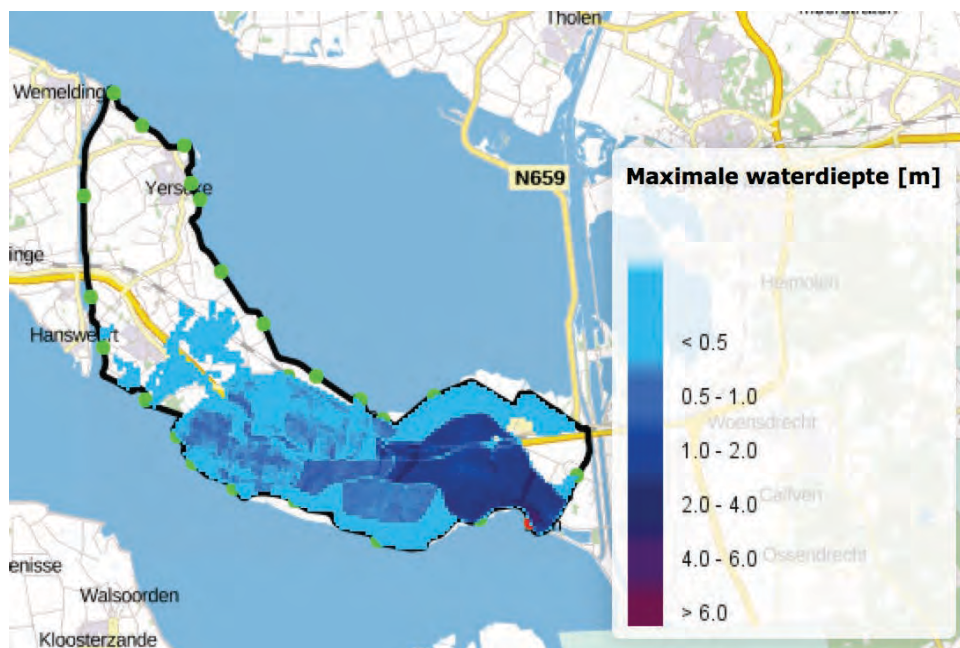 Tholen
Wemelding
Yerseke
N659
Maximale waterdiepte [m]
inge
Heimolen
Hansweert
< 0.5
0.5 - 1.0
Woensdrecht
1.0 - 2.0
Calfven
2.0 - 4.0
4.0 - 6.0
Ossendrecht
> 6.0
enisse
Walsoorden
Kloosterzande